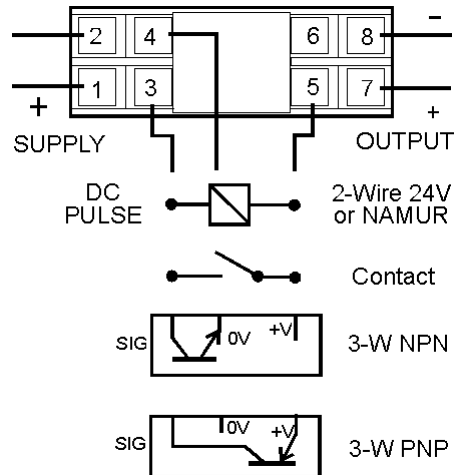 2 4 6 8 -
1 3 5 7
+ +
SUPPLY OUTPUT
DC PULSE 2-Wire 24V or NAMUR
Contact
SIG 0V +V 3-W NPN
SIG 0V +V 3-W PNP